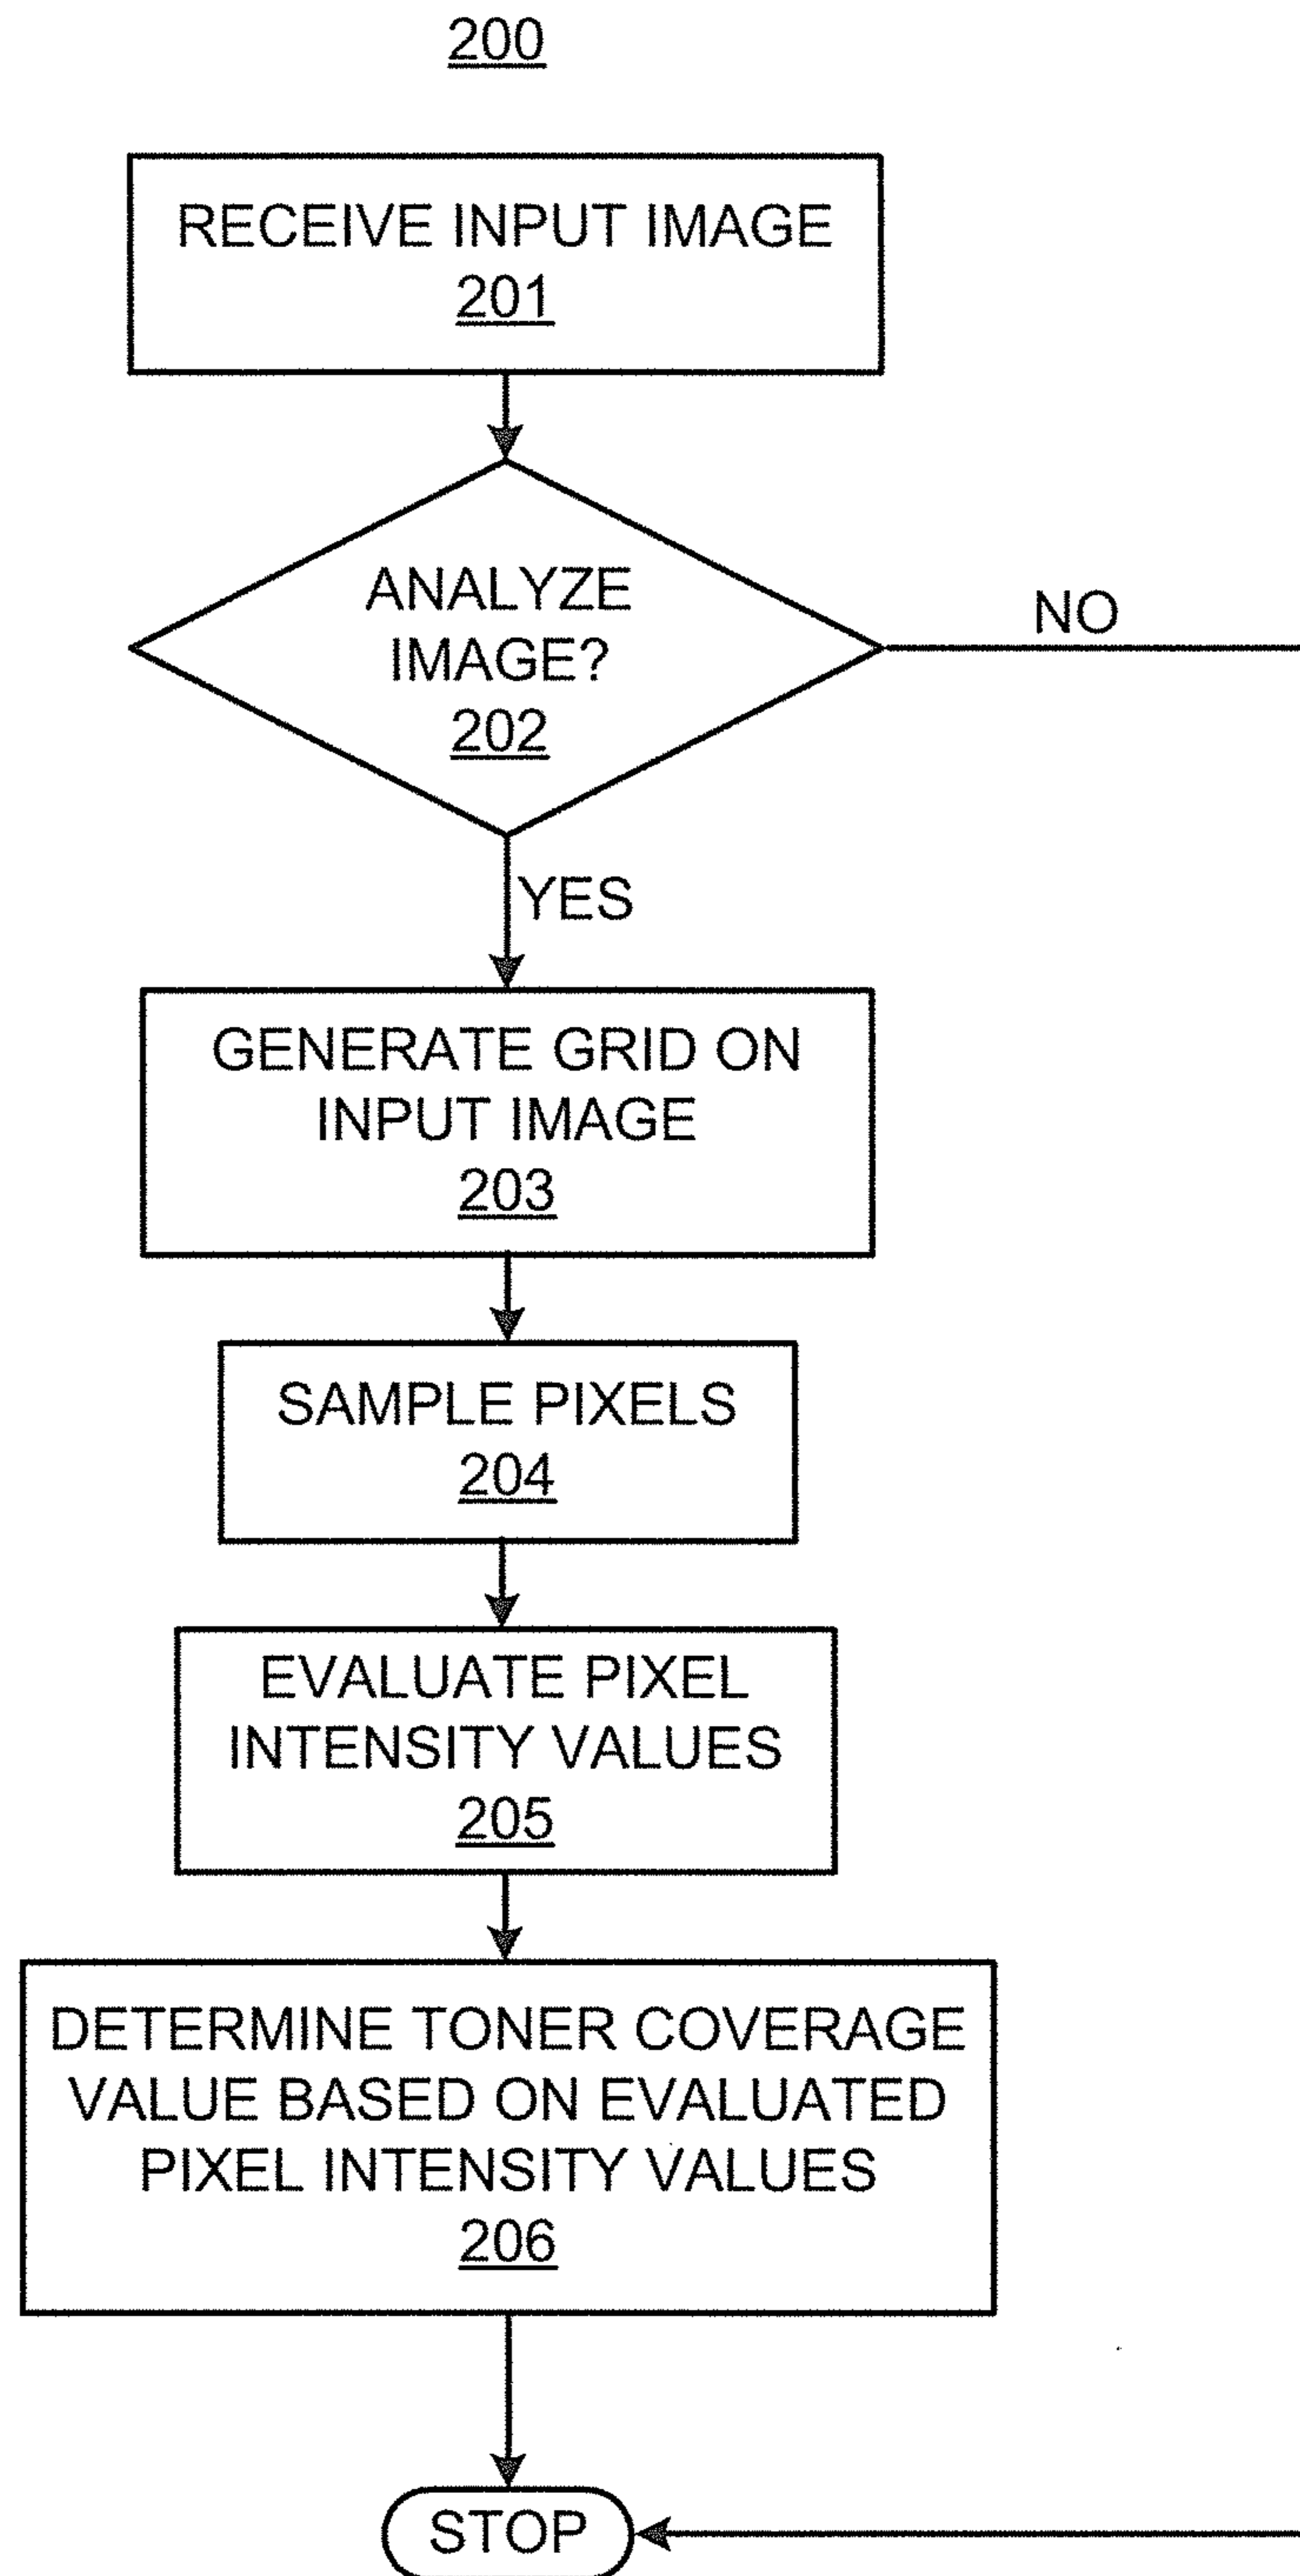 200
RECEIVE INPUT IMAGE
201
ANALYZE
IMAGE?
202
NO
YES
GENERATE GRID ON
INPUT IMAGE
203
SAMPLE PIXELS
204
EVALUATE PIXEL
INTENSITY VALUES
205
DETERMINE TONER COVERAGE
VALUE BASED ON EVALUATED
PIXEL INTENSITY VALUES
206
STOP